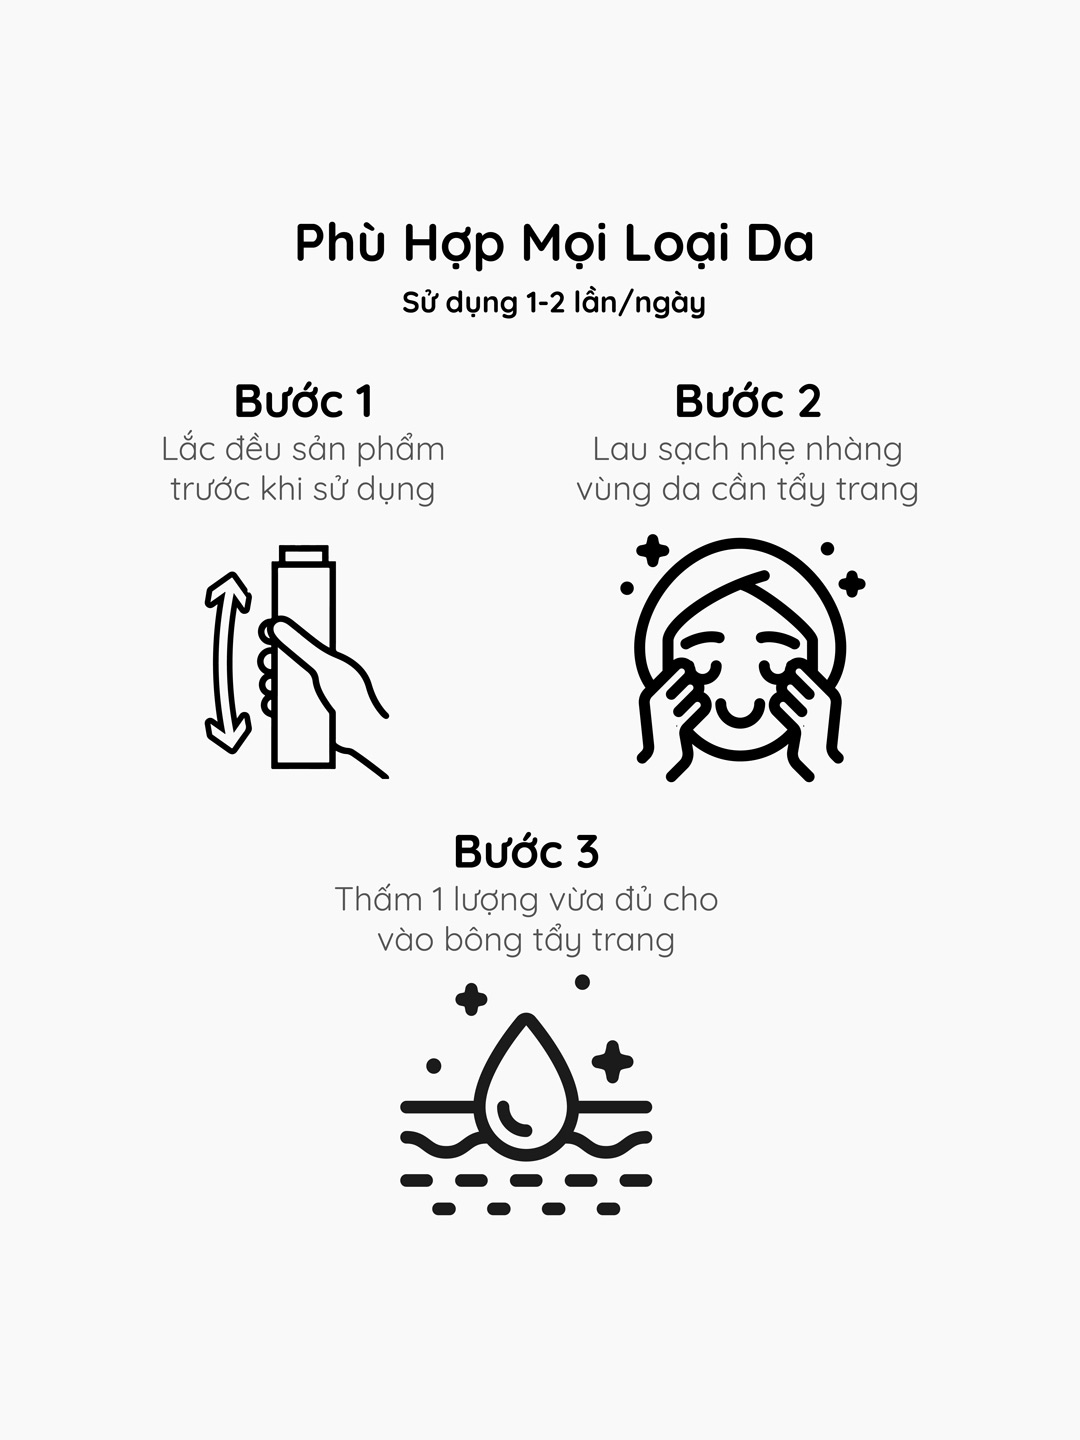 Phù Hợp Mọi Loại Da
Sử dụng 1-2 lần/ngày
Bước 1
Lắc đều sản phẩm
trước khi sử dụng
Bước 2
Lau sạch nhẹ nhàng
vùng da cần tẩy trang
Bước 3
Thấm 1 lượng vừa đủ cho
vào bông tẩy trang